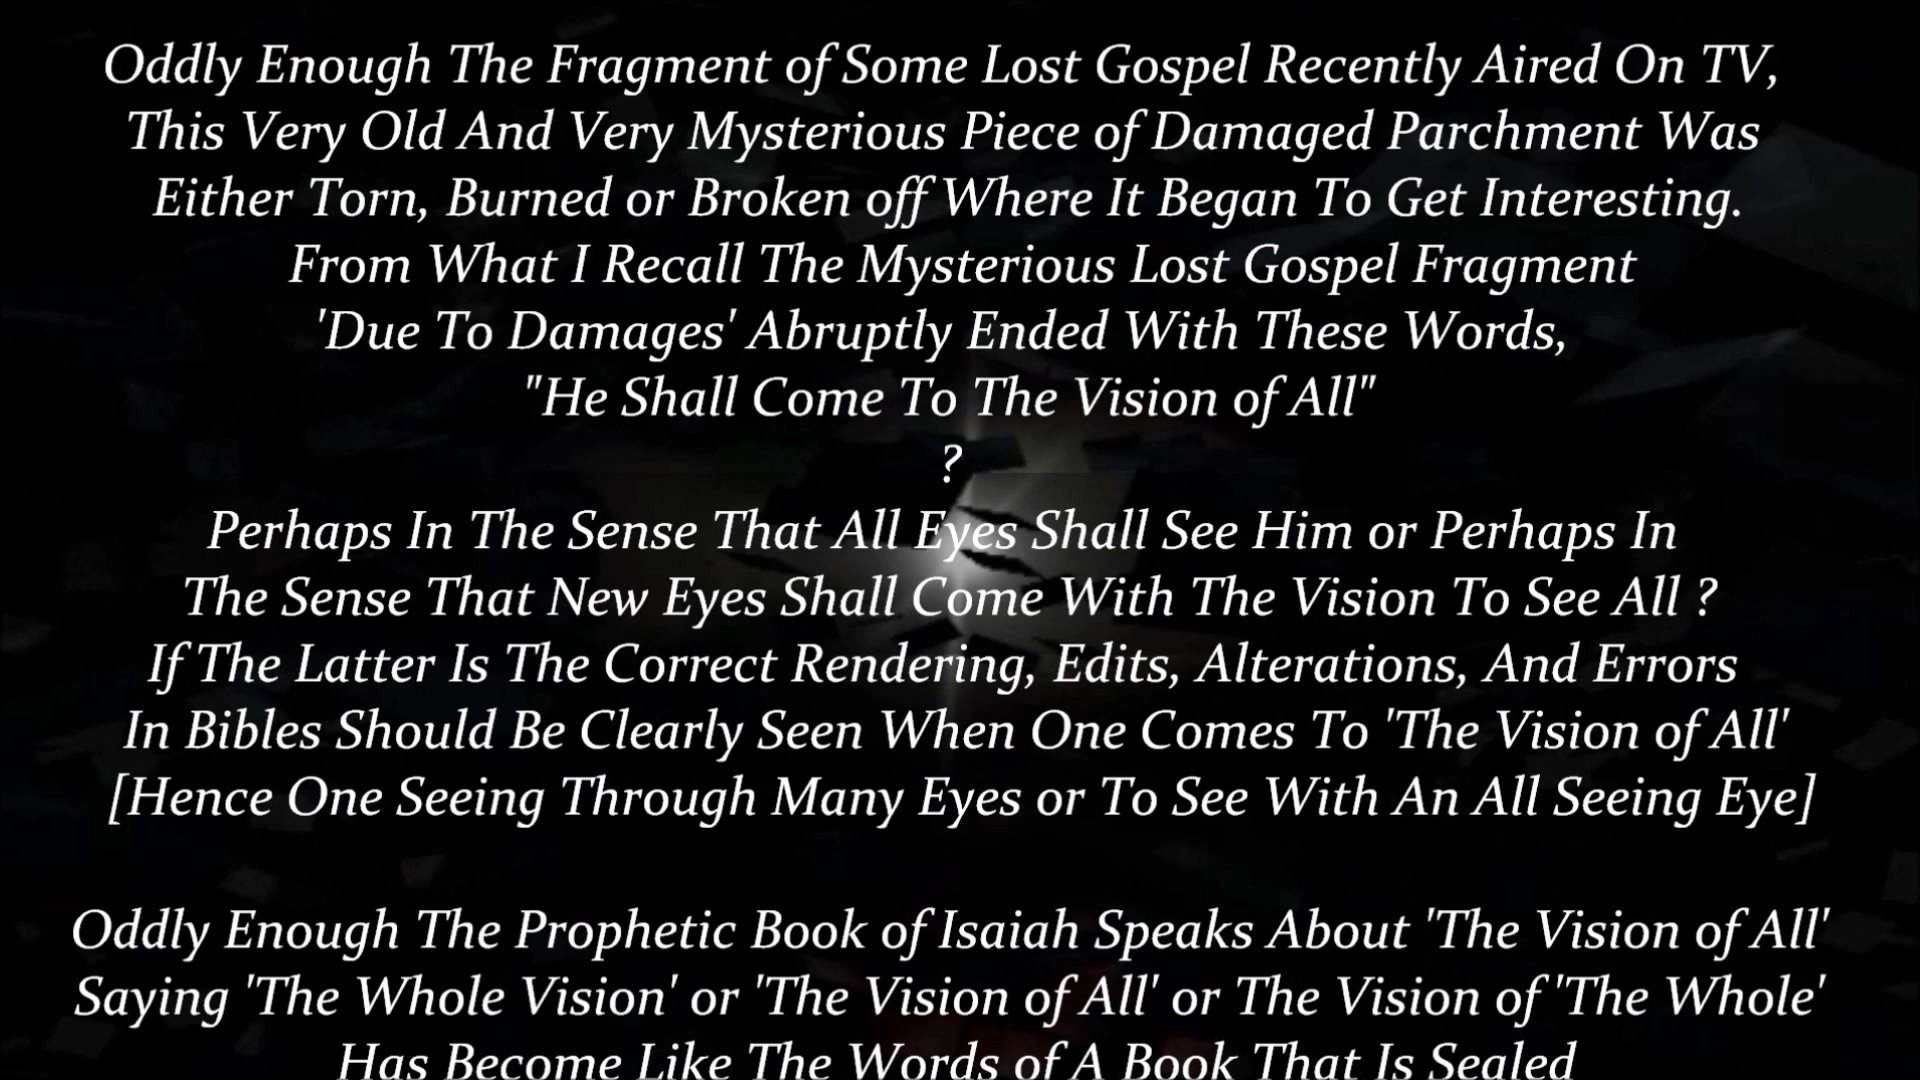 Oddly Enough The Fragment of Some Lost Gospel Recently Aired On TV,
This Very Old And Very Mysterious Piece of Damaged Parchment Was
Either Torn, Burned or Broken off Where It Began To Get Interesting.
From What I Recall The Mysterious Lost Gospel Fragment
'Due To Damages' Abruptly Ended With These Words,
"He Shall Come To The Vision of All"
?
Perhaps In The Sense That All Eyes Shall See Him or Perhaps In
The Sense That New Eyes Shall Come With The Vision To See All ?
If The Latter Is The Correct Rendering, Edits, Alterations, And Errors
In Bibles Should Be Clearly Seen When One Comes To 'The Vision of All'
[Hence One Seeing Through Many Eyes or To See With An All Seeing Eye]
Oddly Enough The Prophetic Book of Isaiah Speaks About 'The Vision of All'
Saying 'The Whole Vision' or 'The Vision of All' or The Vision of 'The Whole'
Has Become Like The Words of A Book That Is Sealed